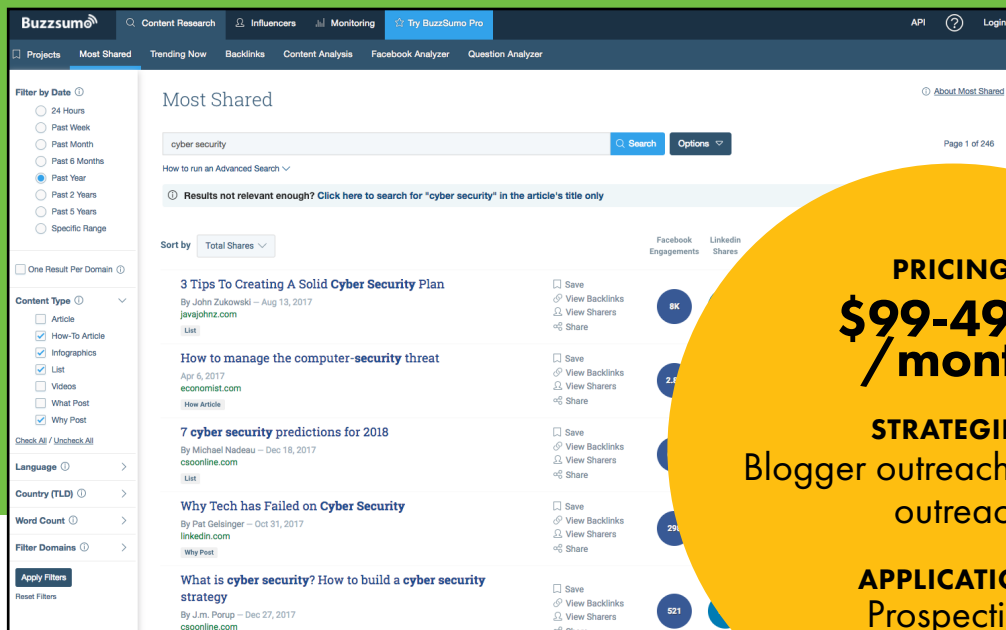 Buzzsumo Content Research Influencers Monitoring Try BuzzSumo Pro API ? Login
Projects Most Shared Trending Now Backlinks Content Analysis Facebook Analyzer Question Analyzer
Filter by Date
24 Hours
Past Week
Past Month
Past 6 Months
Past Year
Past 2 Years
Past 5 Years
Specific Range
One Result Per Domain
Content Type
Article
How-To Article
Infographics
List
Videos
What Post
Why Post
Check All / Uncheck All
Language
Country (TLD)
Word Count
Filter Domains
Apply Filters
Reset Filters
Most Shared
About Most Shared
cyber security Search Options
Page 1 of 246
How to run an Advanced Search
Results not relevant enough? Click here to search for "cyber security" in the article's title only
Sort by Total Shares
Facebook Engagements
Linkedin Shares
3 Tips To Creating A Solid Cyber Security Plan
By John Zukowski – Aug 13, 2017
javajohnz.com
List
Save
View Backlinks
View Sharers
Share
8K
How to manage the computer-security threat
Apr 6, 2017
economist.com
How Article
Save
View Backlinks
View Sharers
Share
7 cyber security predictions for 2018
By Michael Nadeau – Dec 18, 2017
csoonline.com
List
Save
View Backlinks
View Sharers
Share
Why Tech has Failed on Cyber Security
By Pat Gelsinger – Oct 31, 2017
linkedin.com
Why Post
Save
View Backlinks
View Sharers
Share
What is cyber security? How to build a cyber security
strategy
By J.m. Porup – Dec 27, 2017
csoonline.com
Save
View Backlinks
View Sharers
521
PRICING
$99-49
/mont
STRATEGI
Blogger outreach
outreac
APPLICATIO
Prospecti